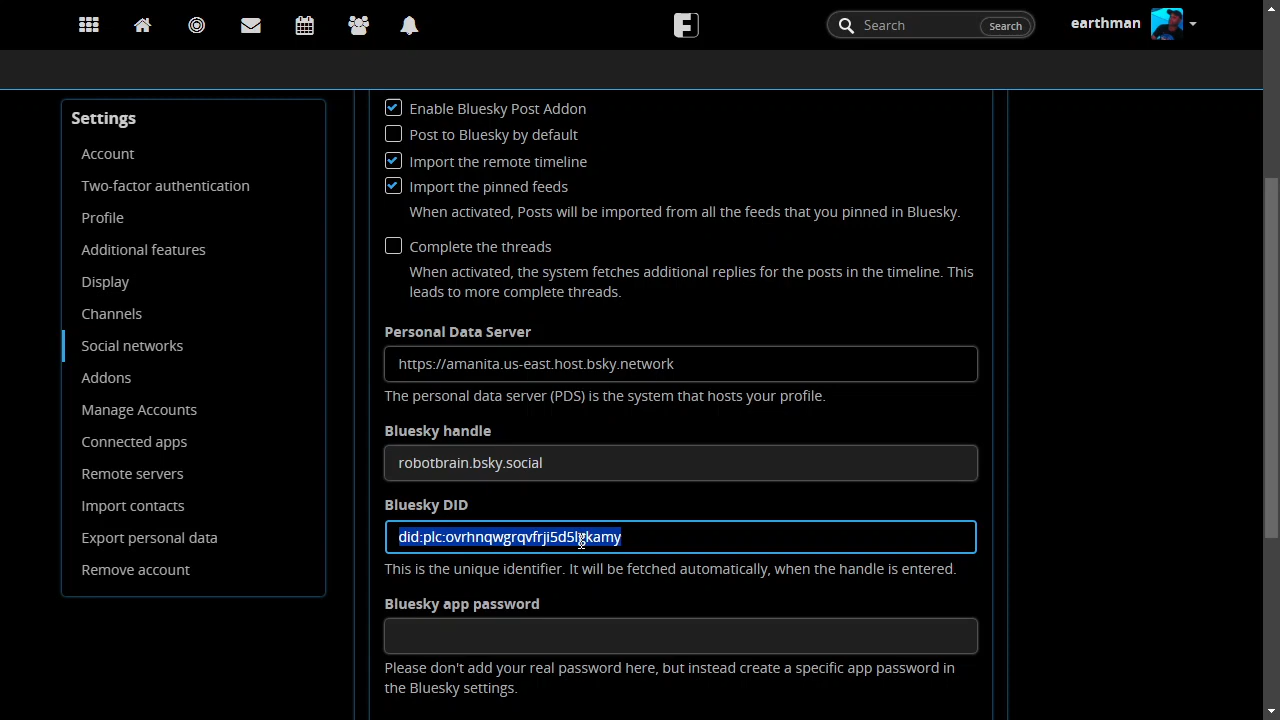 Search
Search
earthman
Settings
Account
Two-factor authentication
Profile
Additional features
Display
Channels
Social networks
Addons
Manage Accounts
Connected apps
Remote servers
Import contacts
Export personal data
Remove account
Enable Bluesky Post Addon
Post to Bluesky by default
Import the remote timeline
Import the pinned feeds
When activated, Posts will be imported from all the feeds that you pinned in Bluesky.
Complete the threads
When activated, the system fetches additional replies for the posts in the timeline. This
leads to more complete threads.
Personal Data Server
https://amanita.us-east.host.bsky.network
The personal data server (PDS) is the system that hosts your profile.
Bluesky handle
robotbrain.bsky.social
Bluesky DID
This is the unique identifier. It will be fetched automatically, when the handle is entered.
Bluesky app password
Please don't add your real password here, but instead create a specific app password in
the Bluesky settings.